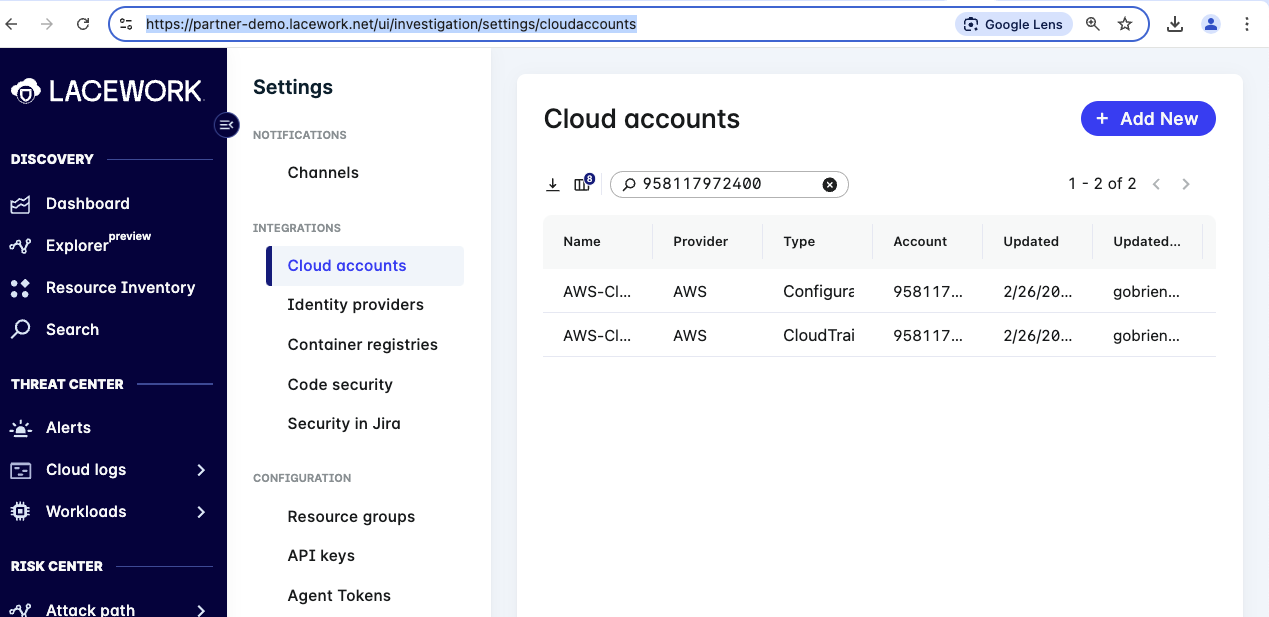 https://partner-demo.lacework.net/ui/investigation/settings/cloudaccounts
Google Lens
LACEWORK
DISCOVERY
Dashboard
Explorer preview
Resource Inventory
Search
THREAT CENTER
Alerts
Cloud logs
Workloads
RISK CENTER
Attack path
Settings
NOTIFICATIONS
Channels
INTEGRATIONS
Cloud accounts
Identity providers
Container registries
Code security
Security in Jira
CONFIGURATION
Resource groups
API keys
Agent Tokens
Cloud accounts
+ Add New
8
958117972400
1 - 2 of 2
Name Provider Type Account Updated Updated...
AWS-Cl... AWS Configura 958117... 2/26/20... gobrien...
AWS-Cl... AWS CloudTrai 958117... 2/26/20... gobrien...